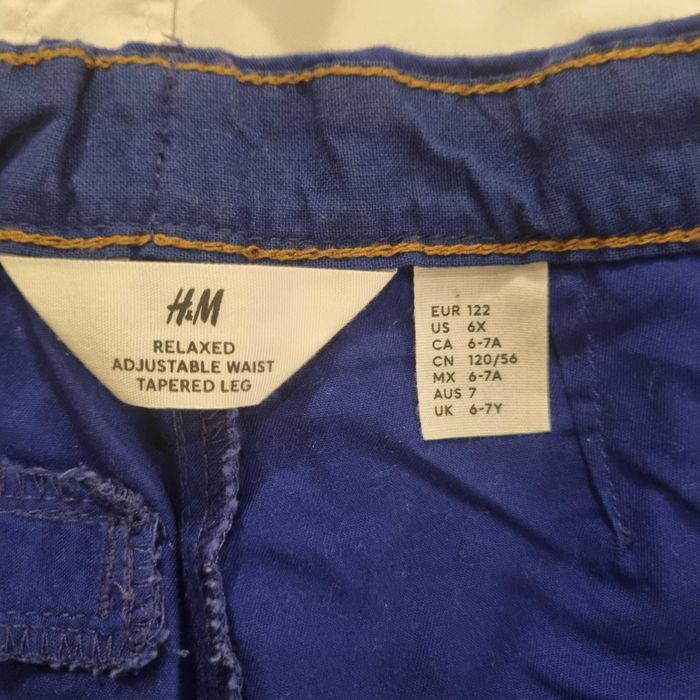 H&M
RELAXED
ADJUSTABLE WAIST
TAPERED LEG
EUR 122
US 6X
CA 6-7A
CN 120/56
MX 6-7A
AUS 7
UK 6-7Y